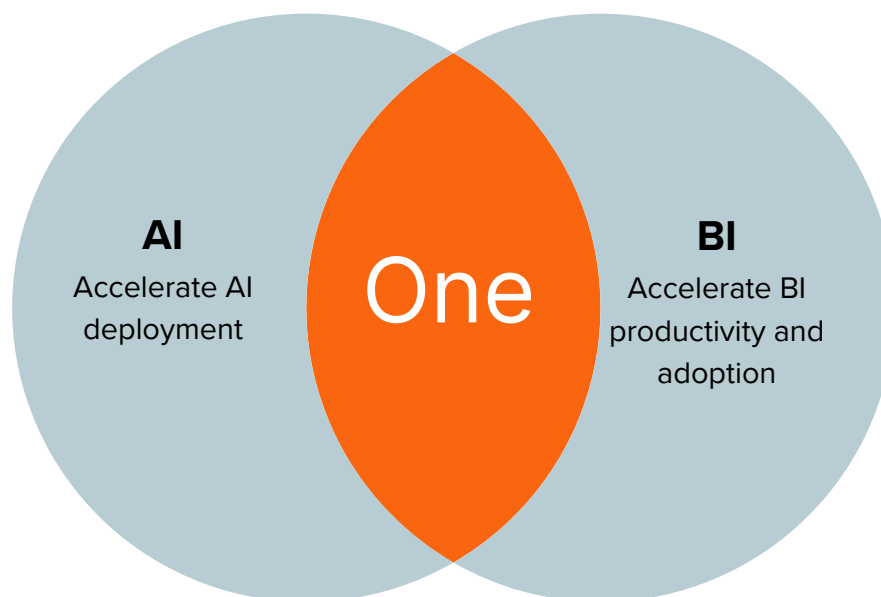 AI
Accelerate AI
deployment
One
BI
Accelerate BI
productivity and
adoption